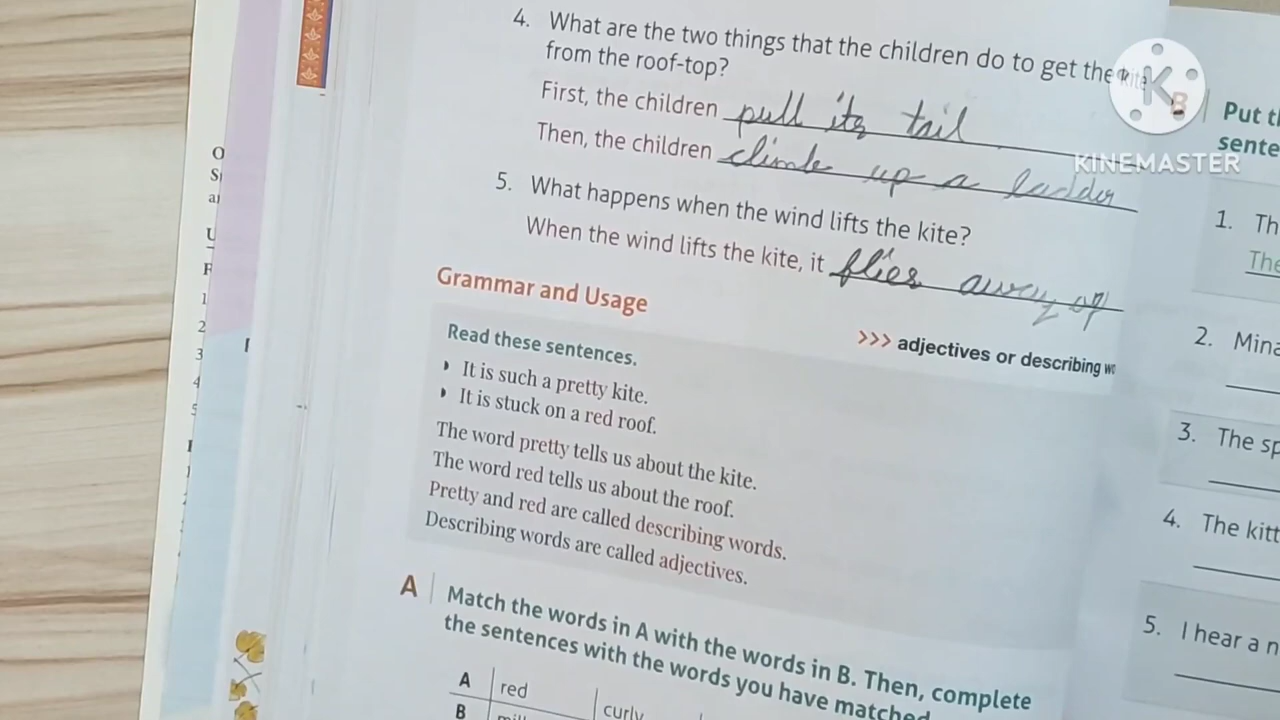 4. What are the two things that the children do to get the kite
from the roof-top?
First, the children pull its tail
Then, the children climb up a ladder
5. What happens when the wind lifts the kite?
When the wind lifts the kite, it flies away of
Grammar and Usage
>>> adjectives or describing
Read these sentences.
It is such a pretty kite.
It is stuck on a red roof.
The word pretty tells us about the kite.
The word red tells us about the roof.
Pretty and red are called describing words.
Describing words are called adjectives.
A Match the words in A with the words in B. Then, complete
the sentences with the words you have matched.
A red curly
B
KINEMASTER
Put
1. Th
The
2. Mina
3. The sp
4. The kitt
5. I hear a n